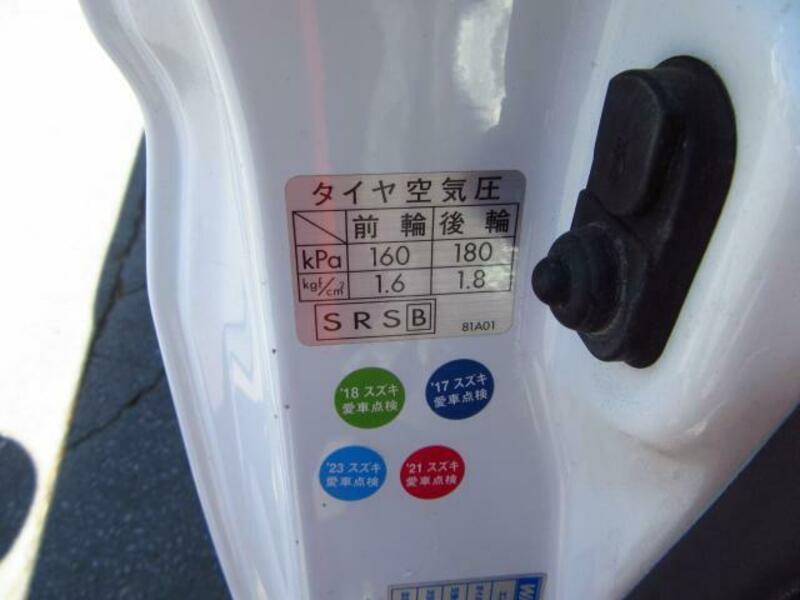 タイヤ空気圧
前輪 後輪
kPa 160 180
kgf/cm² 1.6 1.8
SRS B
81A01
'18 スズキ
愛車点検
'17 スズキ
愛車点検
'23 スズキ
愛車点検
'21 スズキ
愛車点検